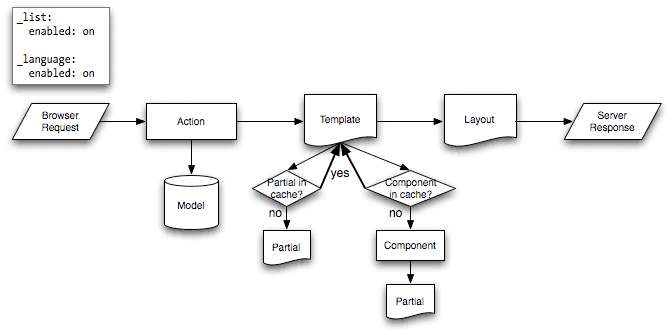 _list:
enabled: on
_language:
enabled: on
Browser
Request
Action
Template
Layout
Server
Response
Model
Partial in
cache?
yes
Component
in cache?
no
no
Partial
Component
Partial